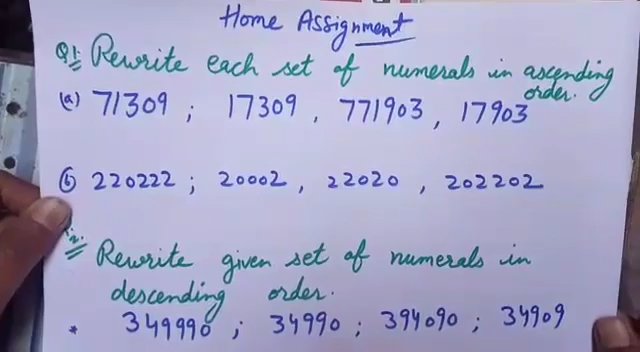 Home Assignment
Q1: Rewrite each set of numerals in ascending
order.
(a) 71309 ; 17309 , 771903 , 17903
(b) 220222 ; 20002 , 22020 , 202202
Rewrite given set of numerals in
descending order.
* 349990 ; 34990 ; 394090 ; 34909